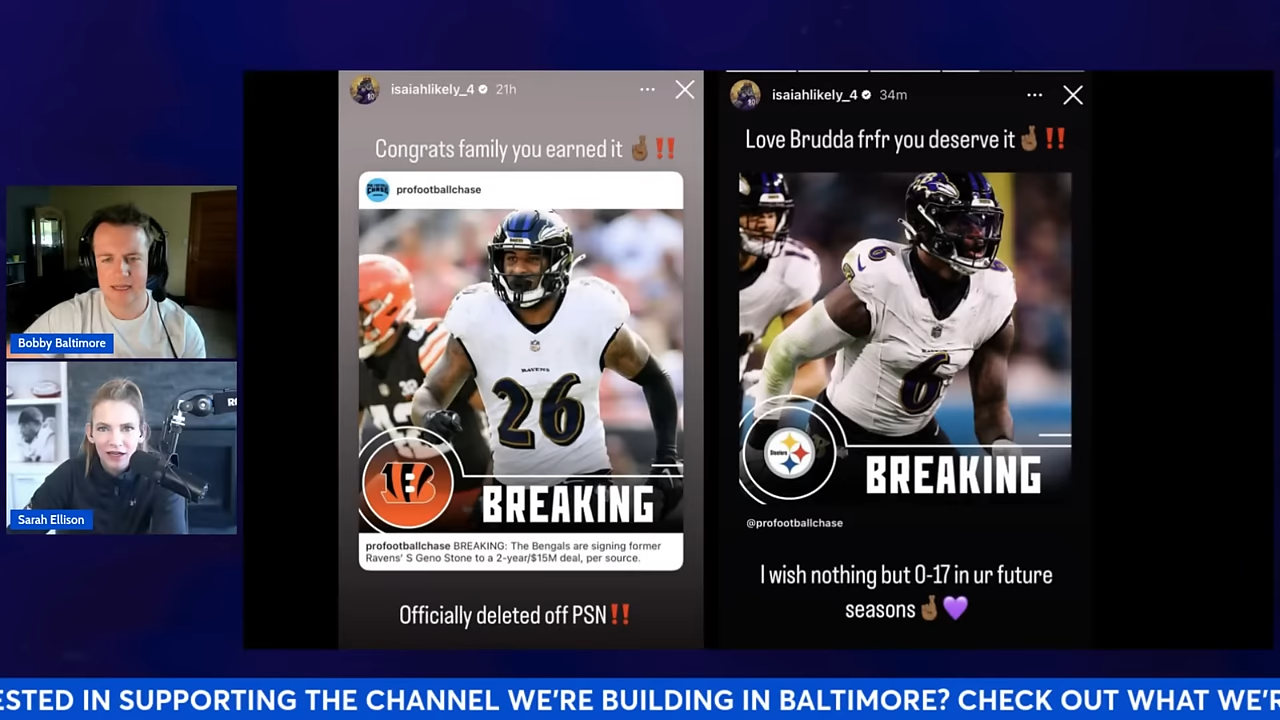 isaiahlikely_4 21h
Congrats family you earned it ☝🏾‼️
profootballchase
RAVENS
26
BREAKING
profootballchase BREAKING: The Bengals are signing former
Ravens' S Geno Stone to a 2-year/$15M deal, per source.
Officially deleted off PSN‼️
isaiahlikely_4 34m
Love Brudda frfr you deserve it🤞🏾‼️
6
6
Steelers
BREAKING
@profootballchase
I wish nothing but 0-17 in ur future
seasons🤞🏾💜
Bobby Baltimore
Sarah Ellison
ESTED IN SUPPORTING THE CHANNEL WE'RE BUILDING IN BALTIMORE? CHECK OUT WHAT WE'R